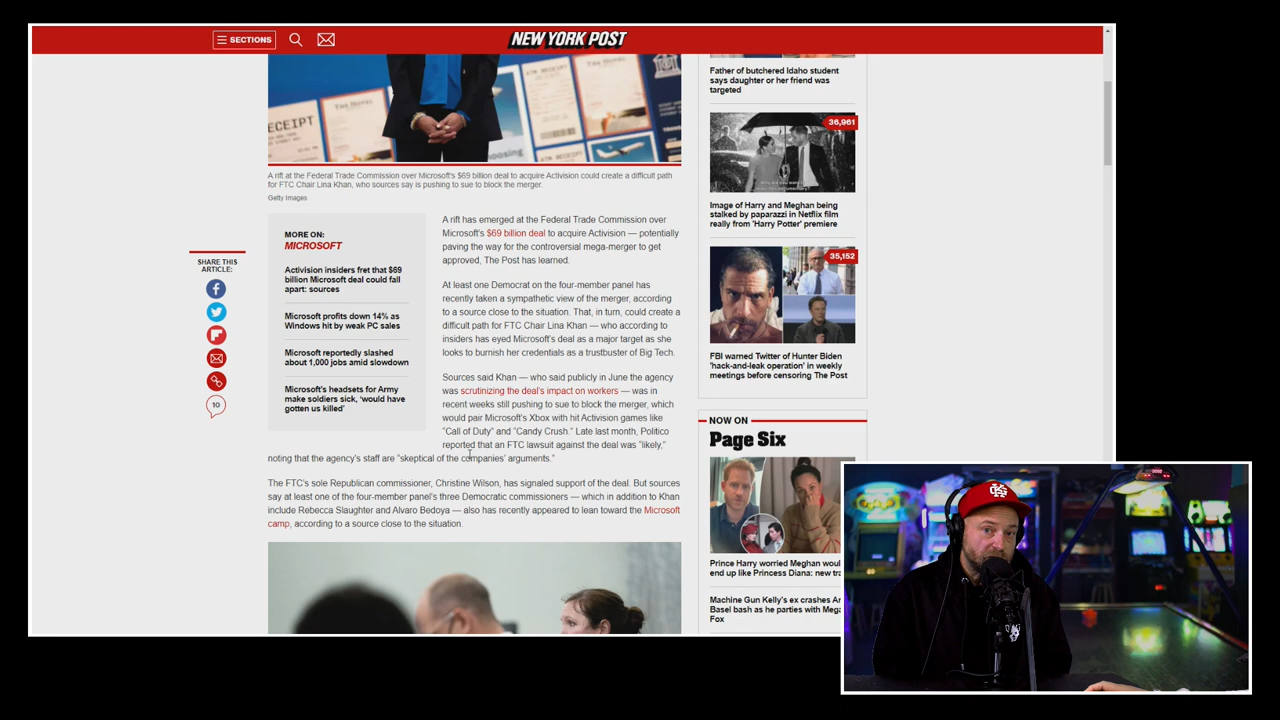 SECTIONS
NEW YORK POST
A rift at the Federal Trade Commission over Microsoft's $69 billion deal to acquire Activision could create a difficult path
for FTC Chair Lina Khan, who sources say is pushing to sue to block the merger.
Getty Images
SHARE THIS
ARTICLE:
10
MORE ON:
MICROSOFT
Activision insiders fret that $69
billion Microsoft deal could fall
apart: sources
Microsoft profits down 14% as
Windows hit by weak PC sales
Microsoft reportedly slashed
about 1,000 jobs amid slowdown
Microsoft's headsets for Army
make soldiers sick, 'would have
gotten us killed'
A rift has emerged at the Federal Trade Commission over
Microsoft's $69 billion deal to acquire Activision — potentially
paving the way for the controversial mega-merger to get
approved, The Post has learned.
At least one Democrat on the four-member panel has
recently taken a sympathetic view of the merger, according
to a source close to the situation. That, in turn, could create a
difficult path for FTC Chair Lina Khan — who according to
insiders has eyed Microsoft's deal as a major target as she
looks to burnish her credentials as a trustbuster of Big Tech.
Sources said Khan — who said publicly in June the agency
was scrutinizing the deal's impact on workers — was in
recent weeks still pushing to sue to block the merger, which
would pair Microsoft's Xbox with hit Activision games like
"Call of Duty" and "Candy Crush." Late last month, Politico
reported that an FTC lawsuit against the deal was "likely,"
noting that the agency's staff are "skeptical of the companies' arguments."
The FTC's sole Republican commissioner, Christine Wilson, has signaled support of the deal. But sources
say at least one of the four-member panel's three Democratic commissioners — which in addition to Khan
include Rebecca Slaughter and Alvaro Bedoya — also has recently appeared to lean toward the Microsoft
camp, according to a source close to the situation.
Father of butchered Idaho student
says daughter or her friend was
targeted
36,961
Image of Harry and Meghan being
stalked by paparazzi in Netflix film
really from 'Harry Potter' premiere
35,152
FBI warned Twitter of Hunter Biden
'hack-and-leak operation' in weekly
meetings before censoring The Post
NOW ON
Page Six
Prince Harry worried Meghan
end up like Princess Diana: new
Machine Gun Kelly's ex crashes
Basel bash as he parties with
Fox
KC